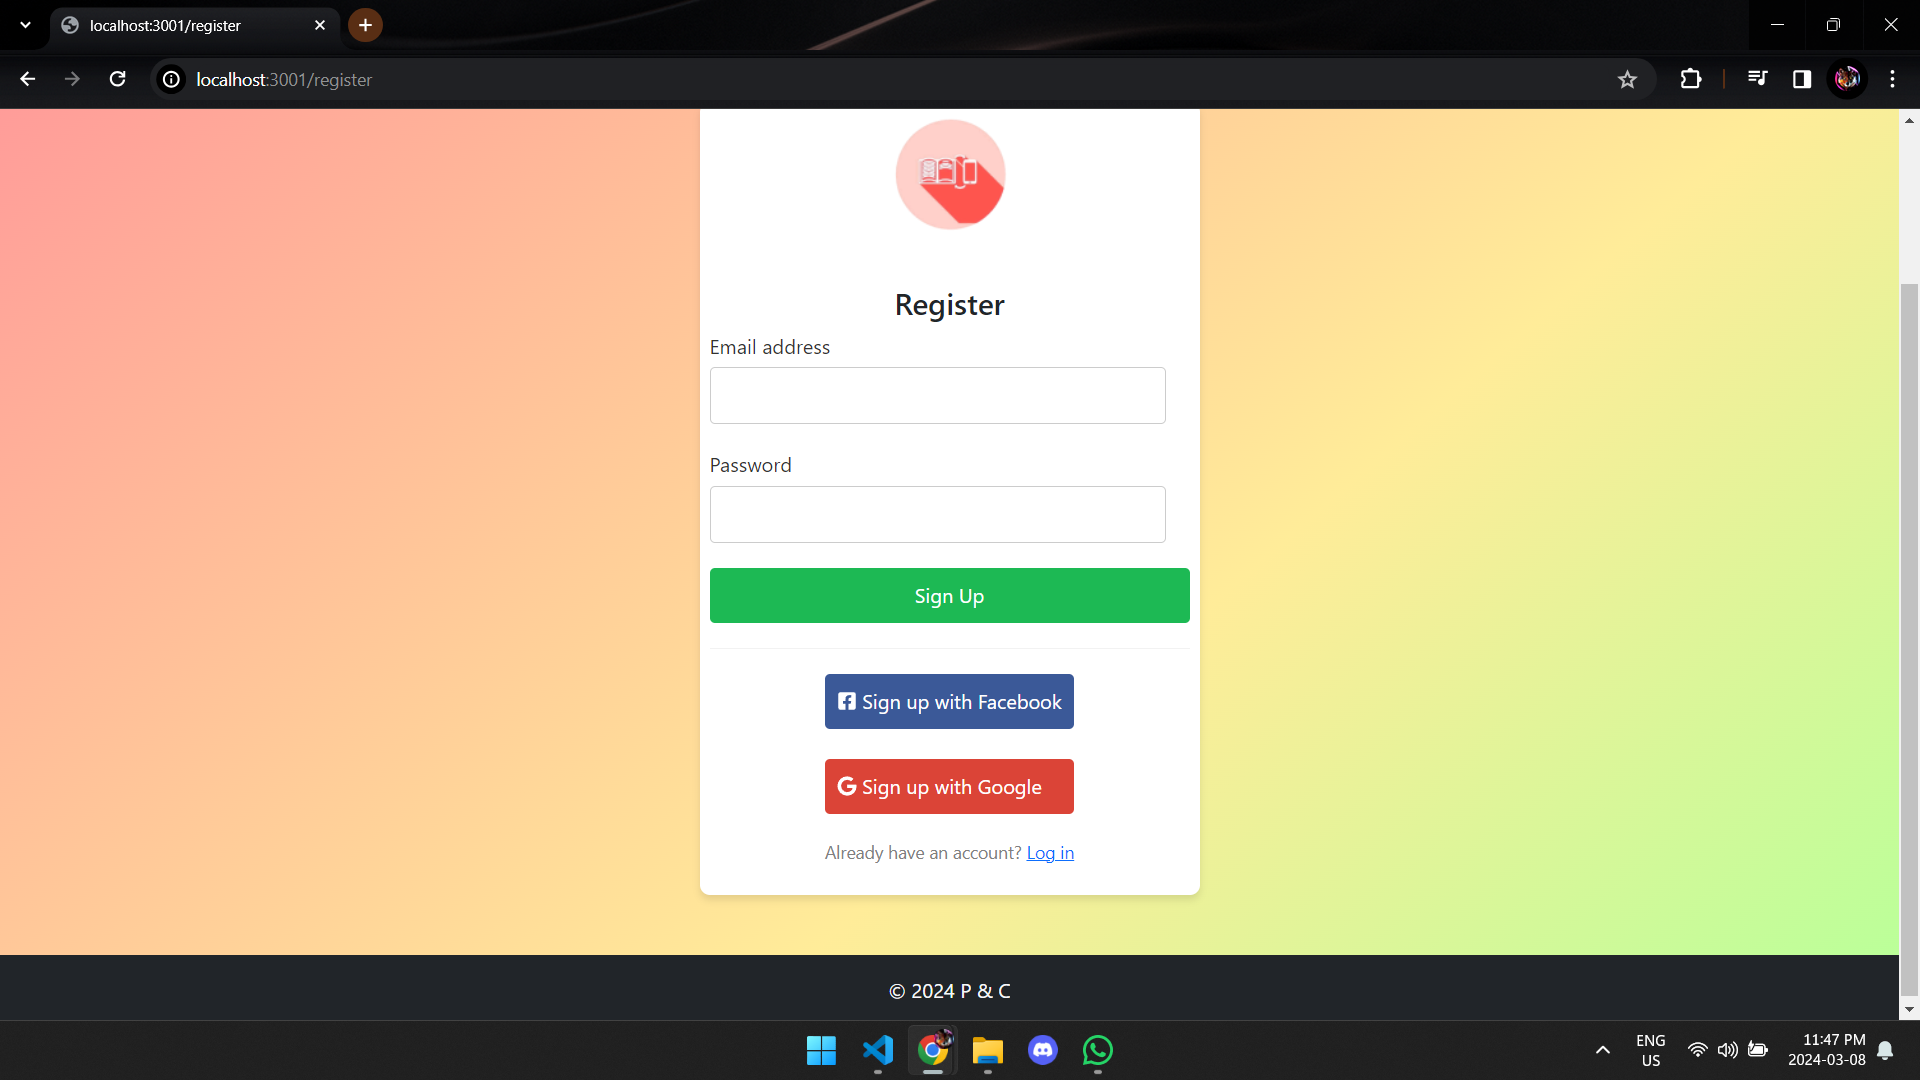 localhost:3001/register
localhost:3001/register
Register
Email address
Password
Sign Up
Sign up with Facebook
Sign up with Google
Already have an account? Log in
© 2024 P & C
ENG
US
11:47 PM
2024-03-08